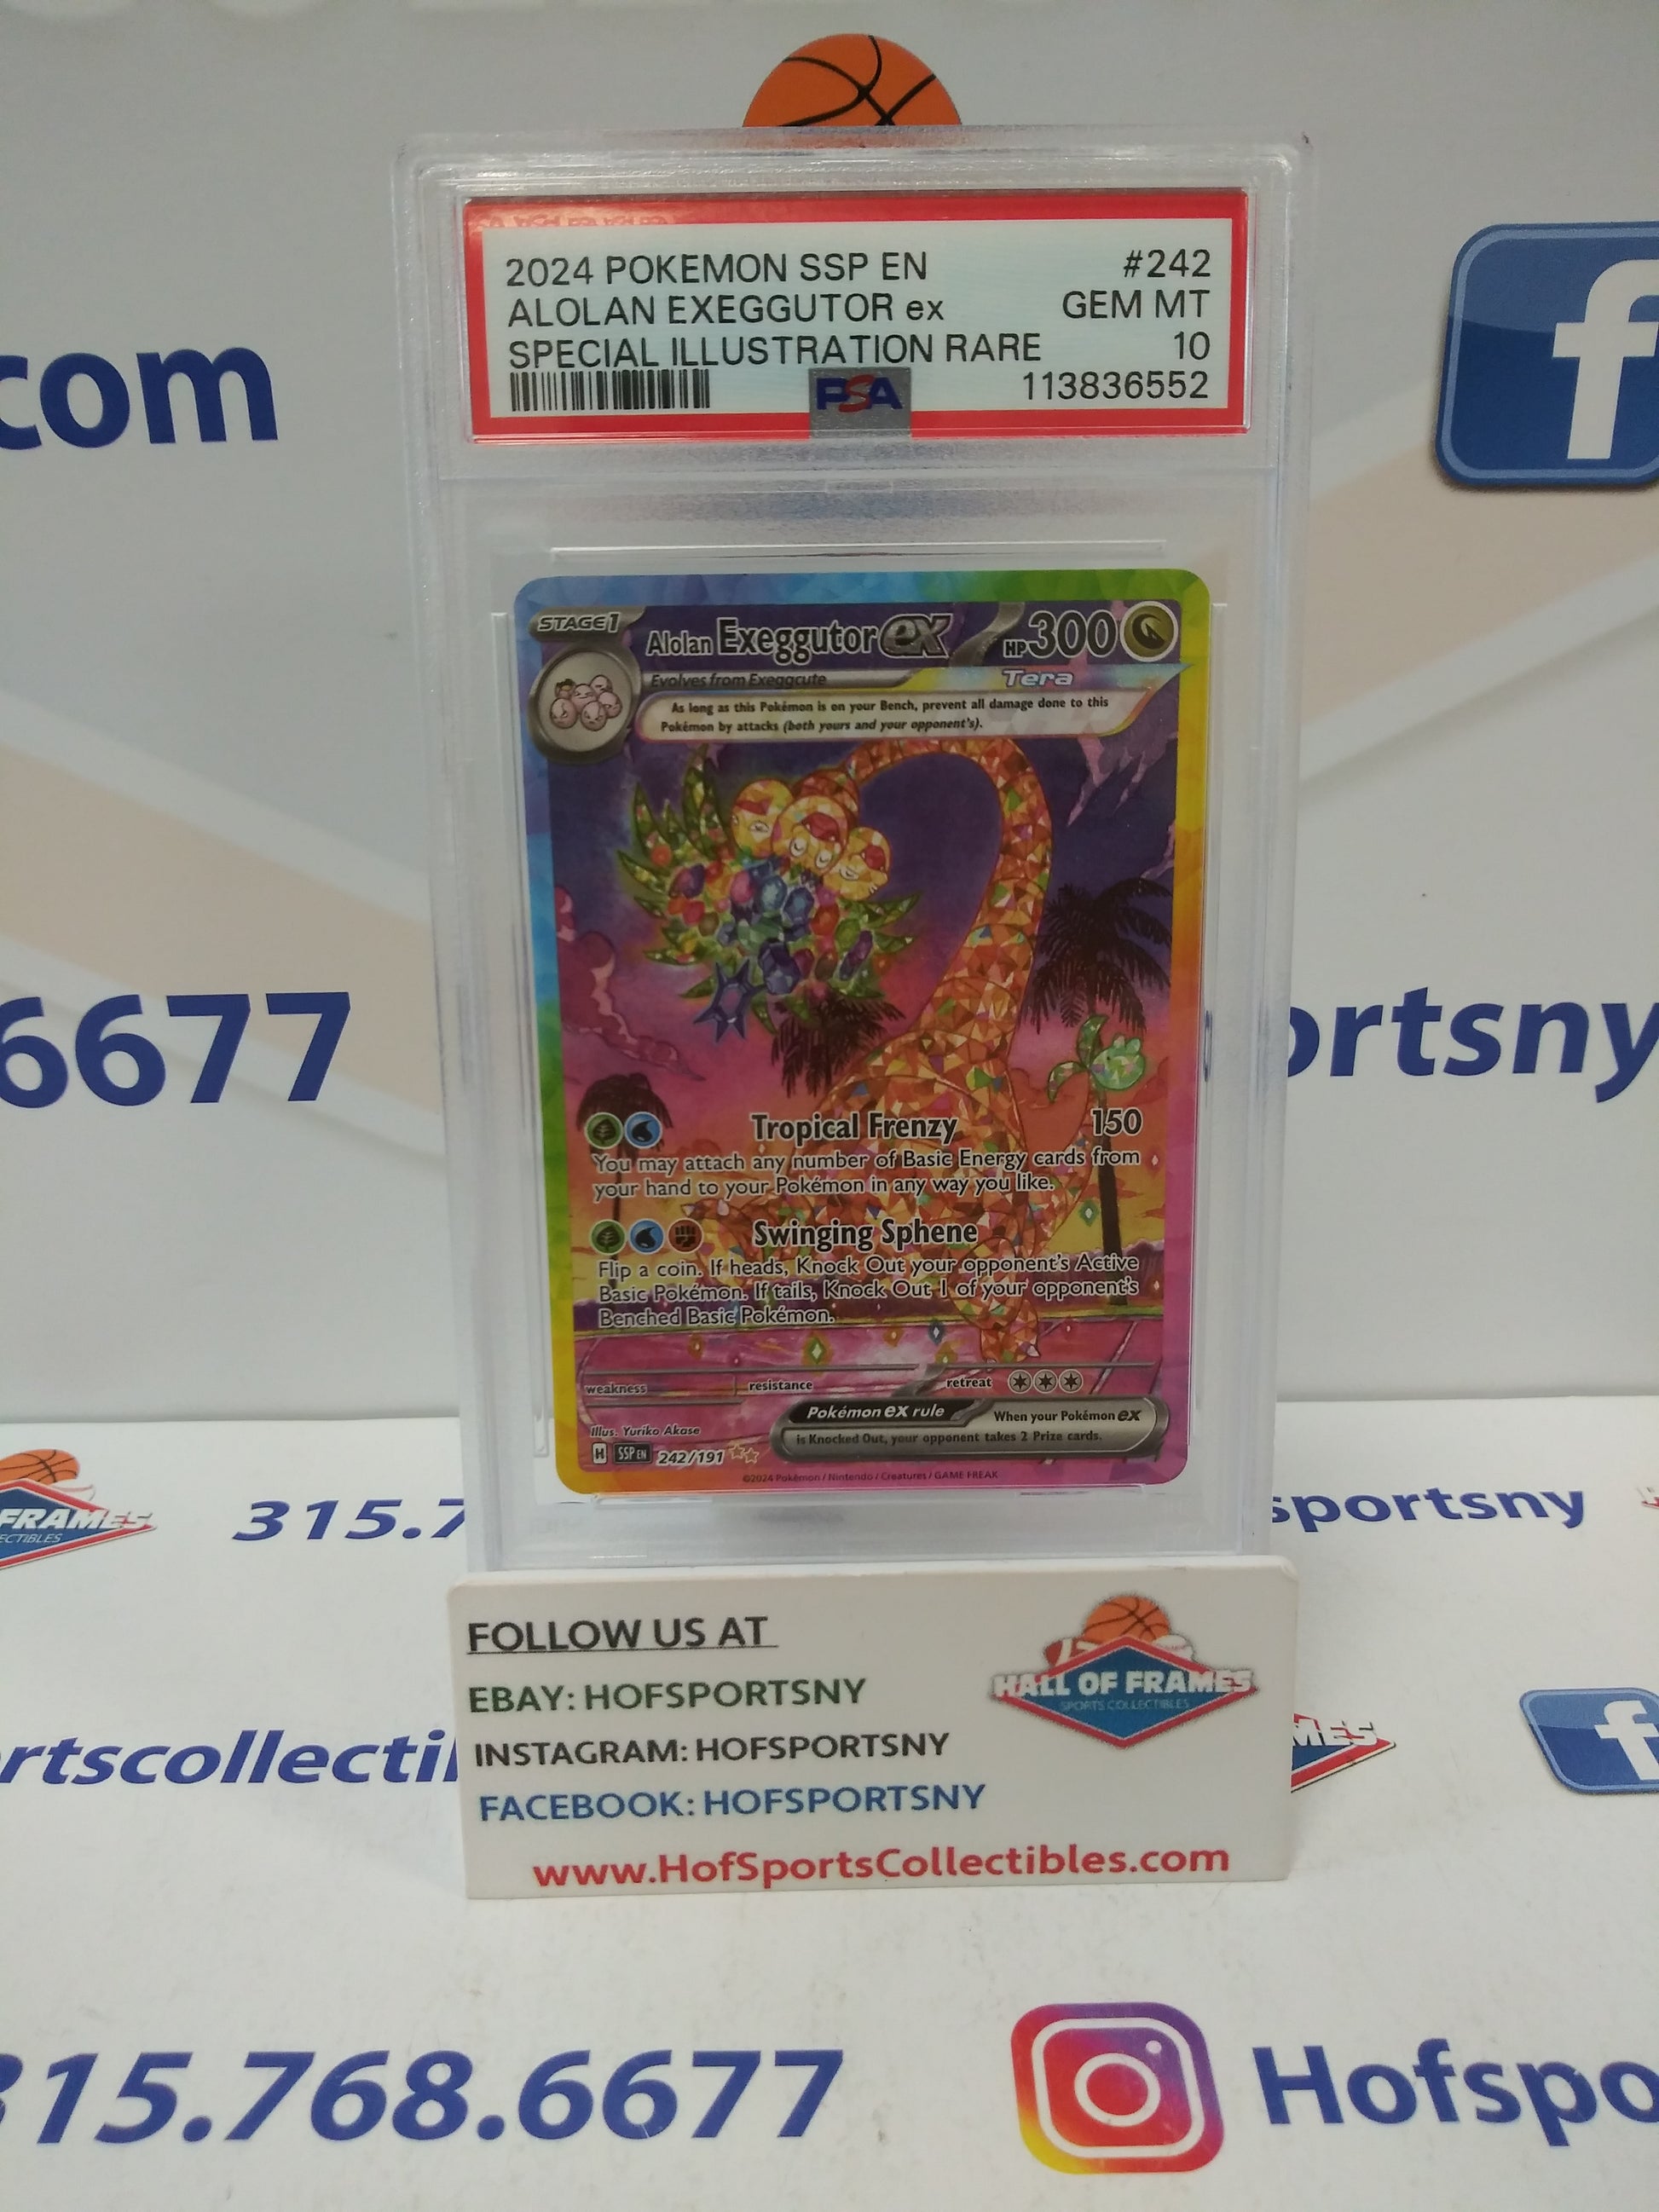 2024 POKEMON SSP EN #242
ALOLAN EXEGGUTOR ex GEM MT
SPECIAL ILLUSTRATION RARE 10
PSA 113836552
com
STAGE 1 Alolan Exeggutor ex HP 300
Evolves from Exeggcute Tera
As long as this Pokémon is on your Bench, prevent all damage done to this
Pokémon by attacks (both yours and your opponent's).
6677
ortsny
Tropical Frenzy 150
You may attach any number of Basic Energy cards from
your hand to your Pokémon in any way you like.
Swinging Sphene
Flip a coin. If heads, Knock Out your opponent's Active
Basic Pokémon. If tails, Knock Out 1 of your opponent's
Benched Basic Pokémon.
weakness resistance retreat
Pokémon ex rule When your Pokémon ex
is Knocked Out, your opponent takes 2 Prize cards.
Illus. Yuriko Akase
H SSP EN 242/191
©2024 Pokémon / Nintendo / Creatures / GAME FREAK
FRAMES
315.7
sportsny
FOLLOW US AT
EBAY: HOFSPORTSNY
INSTAGRAM: HOFSPORTSNY
FACEBOOK: HOFSPORTSNY
www.HofSportsCollectibles.com
HALL OF FRAMES
SPORTS COLLECTIBLES
rtscollecti
MES
315.768.6677
Hofspo